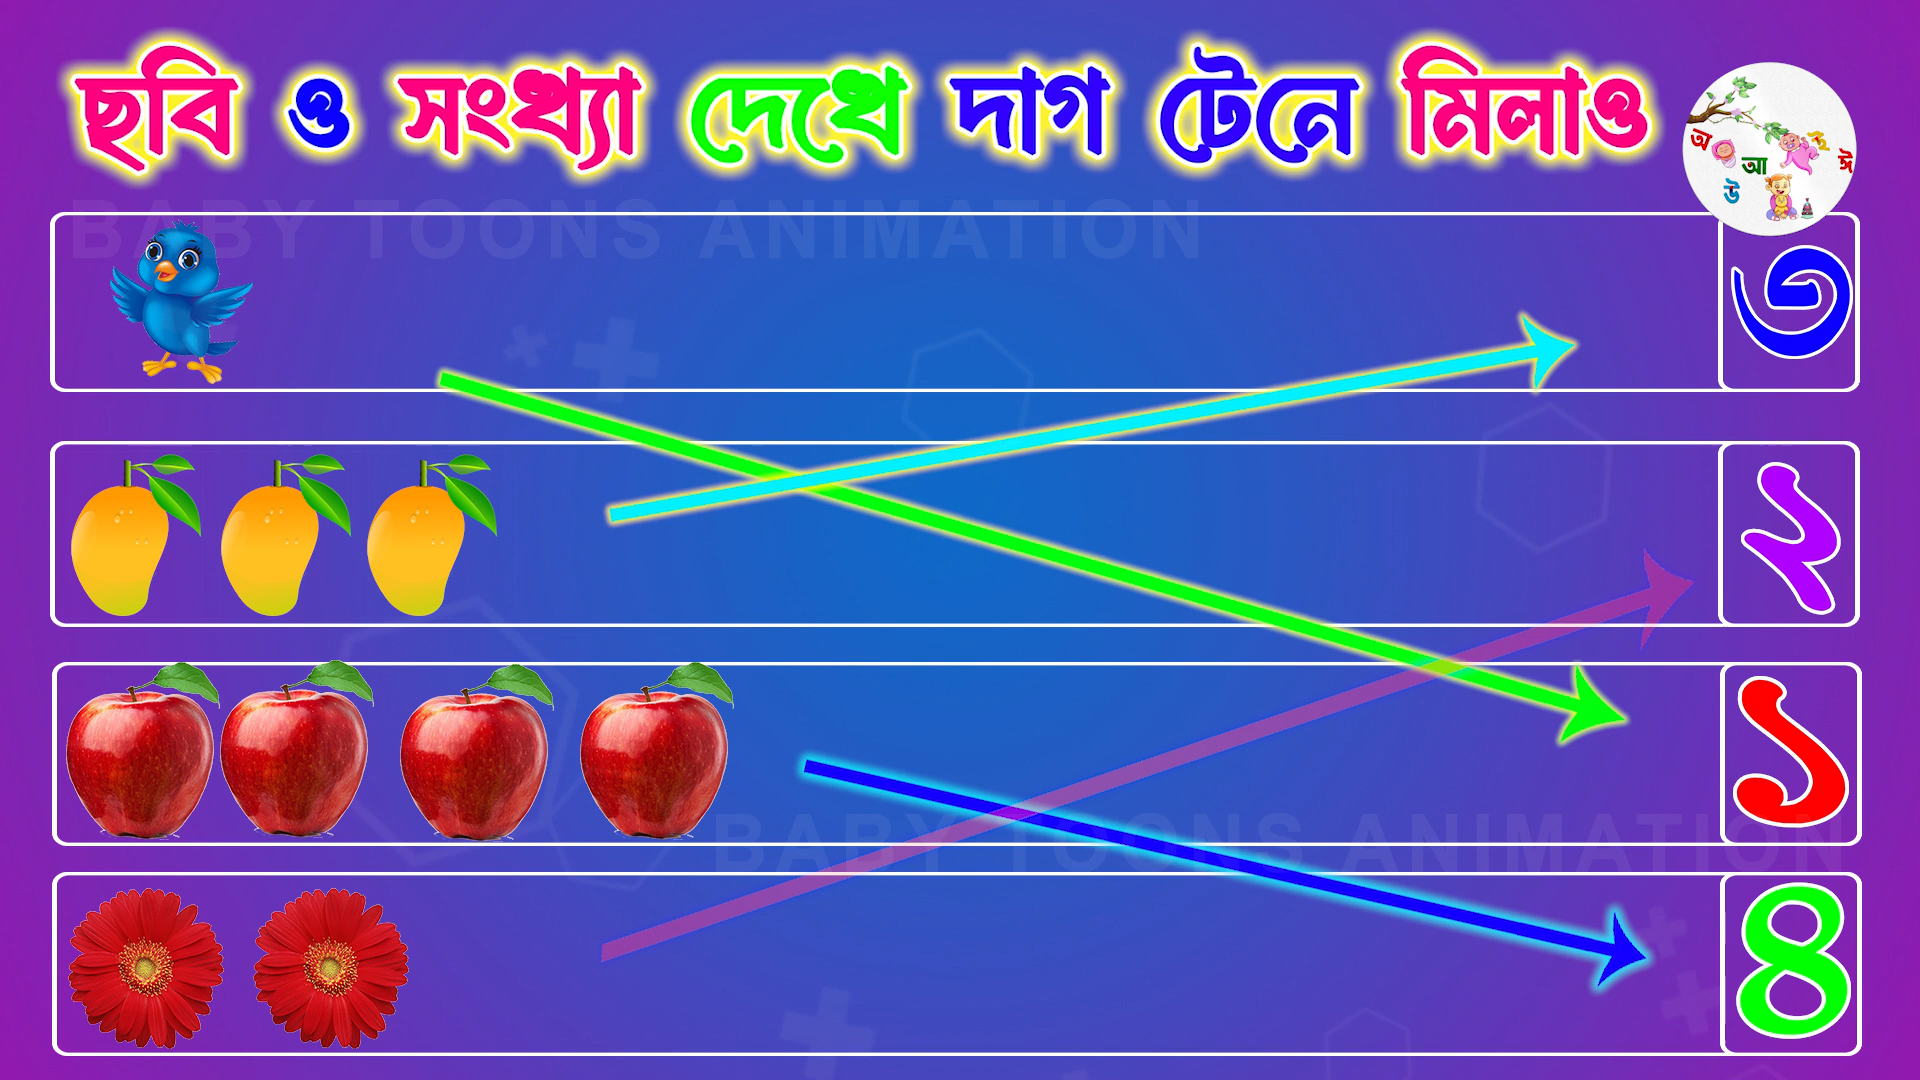 ছবি ও সংখ্যা দেখে দাগ টেনে মিলাও
অ আ ই ঈ
উ
BABY TOONS ANIMATION
৩
২
১
BABY TOONS ANIMATION
৪